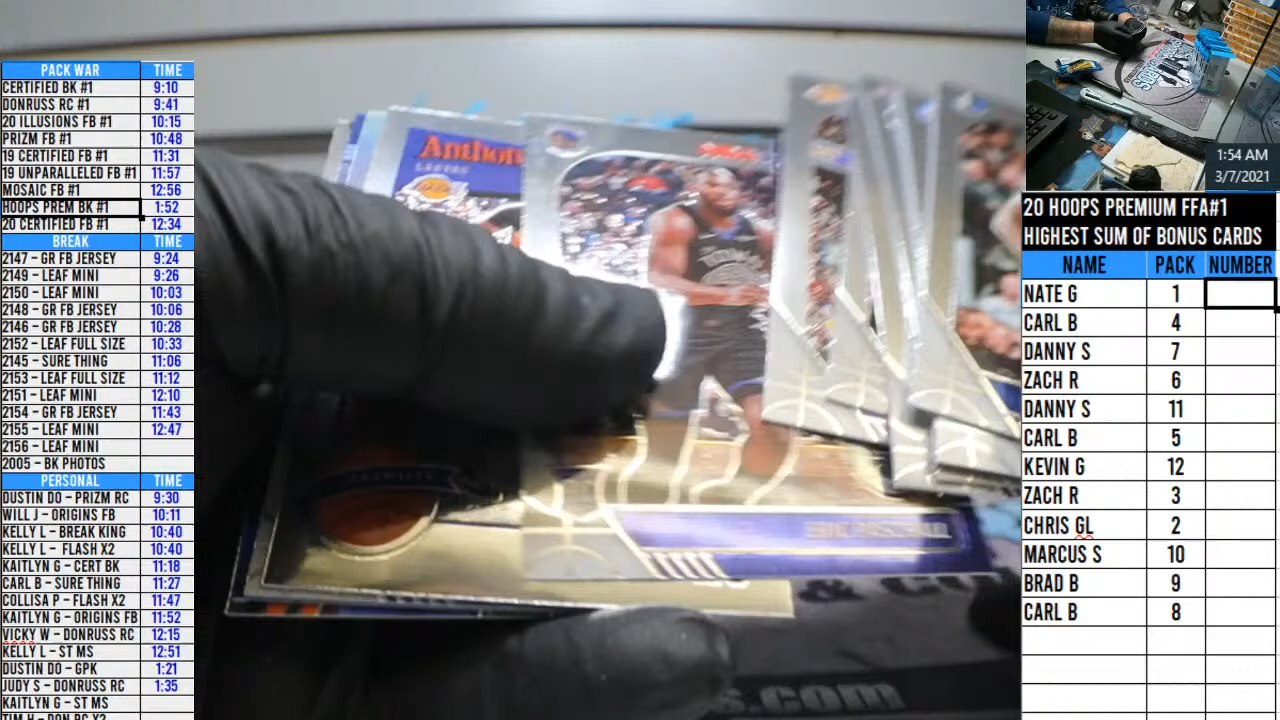 PACK WAR TIME
CERTIFIED BK #1 9:10
DONRUSS RC #1 9:41
20 ILLUSIONS FB #1 10:15
PRIZM FB #1 10:48
19 CERTIFIED FB #1 11:31
19 UNPARALLELED FB #1 11:57
MOSAIC FB #1 12:56
HOOPS PREM BK #1 1:52
20 CERTIFIED FB #1 12:34
BREAK TIME
2147 - GR FB JERSEY 9:24
2149 - LEAF MINI 9:26
2150 - LEAF MINI 10:03
2148 - GR FB JERSEY 10:06
2146 - GR FB JERSEY 10:28
2152 - LEAF FULL SIZE 10:33
2145 - SURE THING 11:06
2153 - LEAF FULL SIZE 11:12
2151 - LEAF MINI 12:10
2154 - GR FB JERSEY 11:43
2155 - LEAF MINI 12:47
2156 - LEAF MINI
2005 - BK PHOTOS
PERSONAL TIME
DUSTIN DO - PRIZM RC 9:30
WILL J - ORIGINS FB 10:11
KELLY L - BREAK KING 10:40
KELLY L - FLASH X2 10:40
KAITLYN G - CERT BK 11:18
CARL B - SURE THING 11:27
COLLISA P - FLASH X2 11:47
KAITLYN G - ORIGINS FB 11:52
VICKY W - DONRUSS RC 12:15
KELLY L - ST MS 12:51
DUSTIN DO - GPK 1:21
JUDY S - DONRUSS RC 1:35
KAITLYN G - ST MS
TIM H - DON RC X2
Anthon
LAKERS
s.com
1:54 AM
3/7/2021
20 HOOPS PREMIUM FFA#1
HIGHEST SUM OF BONUS CARDS
NAME PACK NUMBER
NATE G 1
CARL B 4
DANNY S 7
ZACH R 6
DANNY S 11
CARL B 5
KEVIN G 12
ZACH R 3
CHRIS GL 2
MARCUS S 10
BRAD B 9
CARL B 8